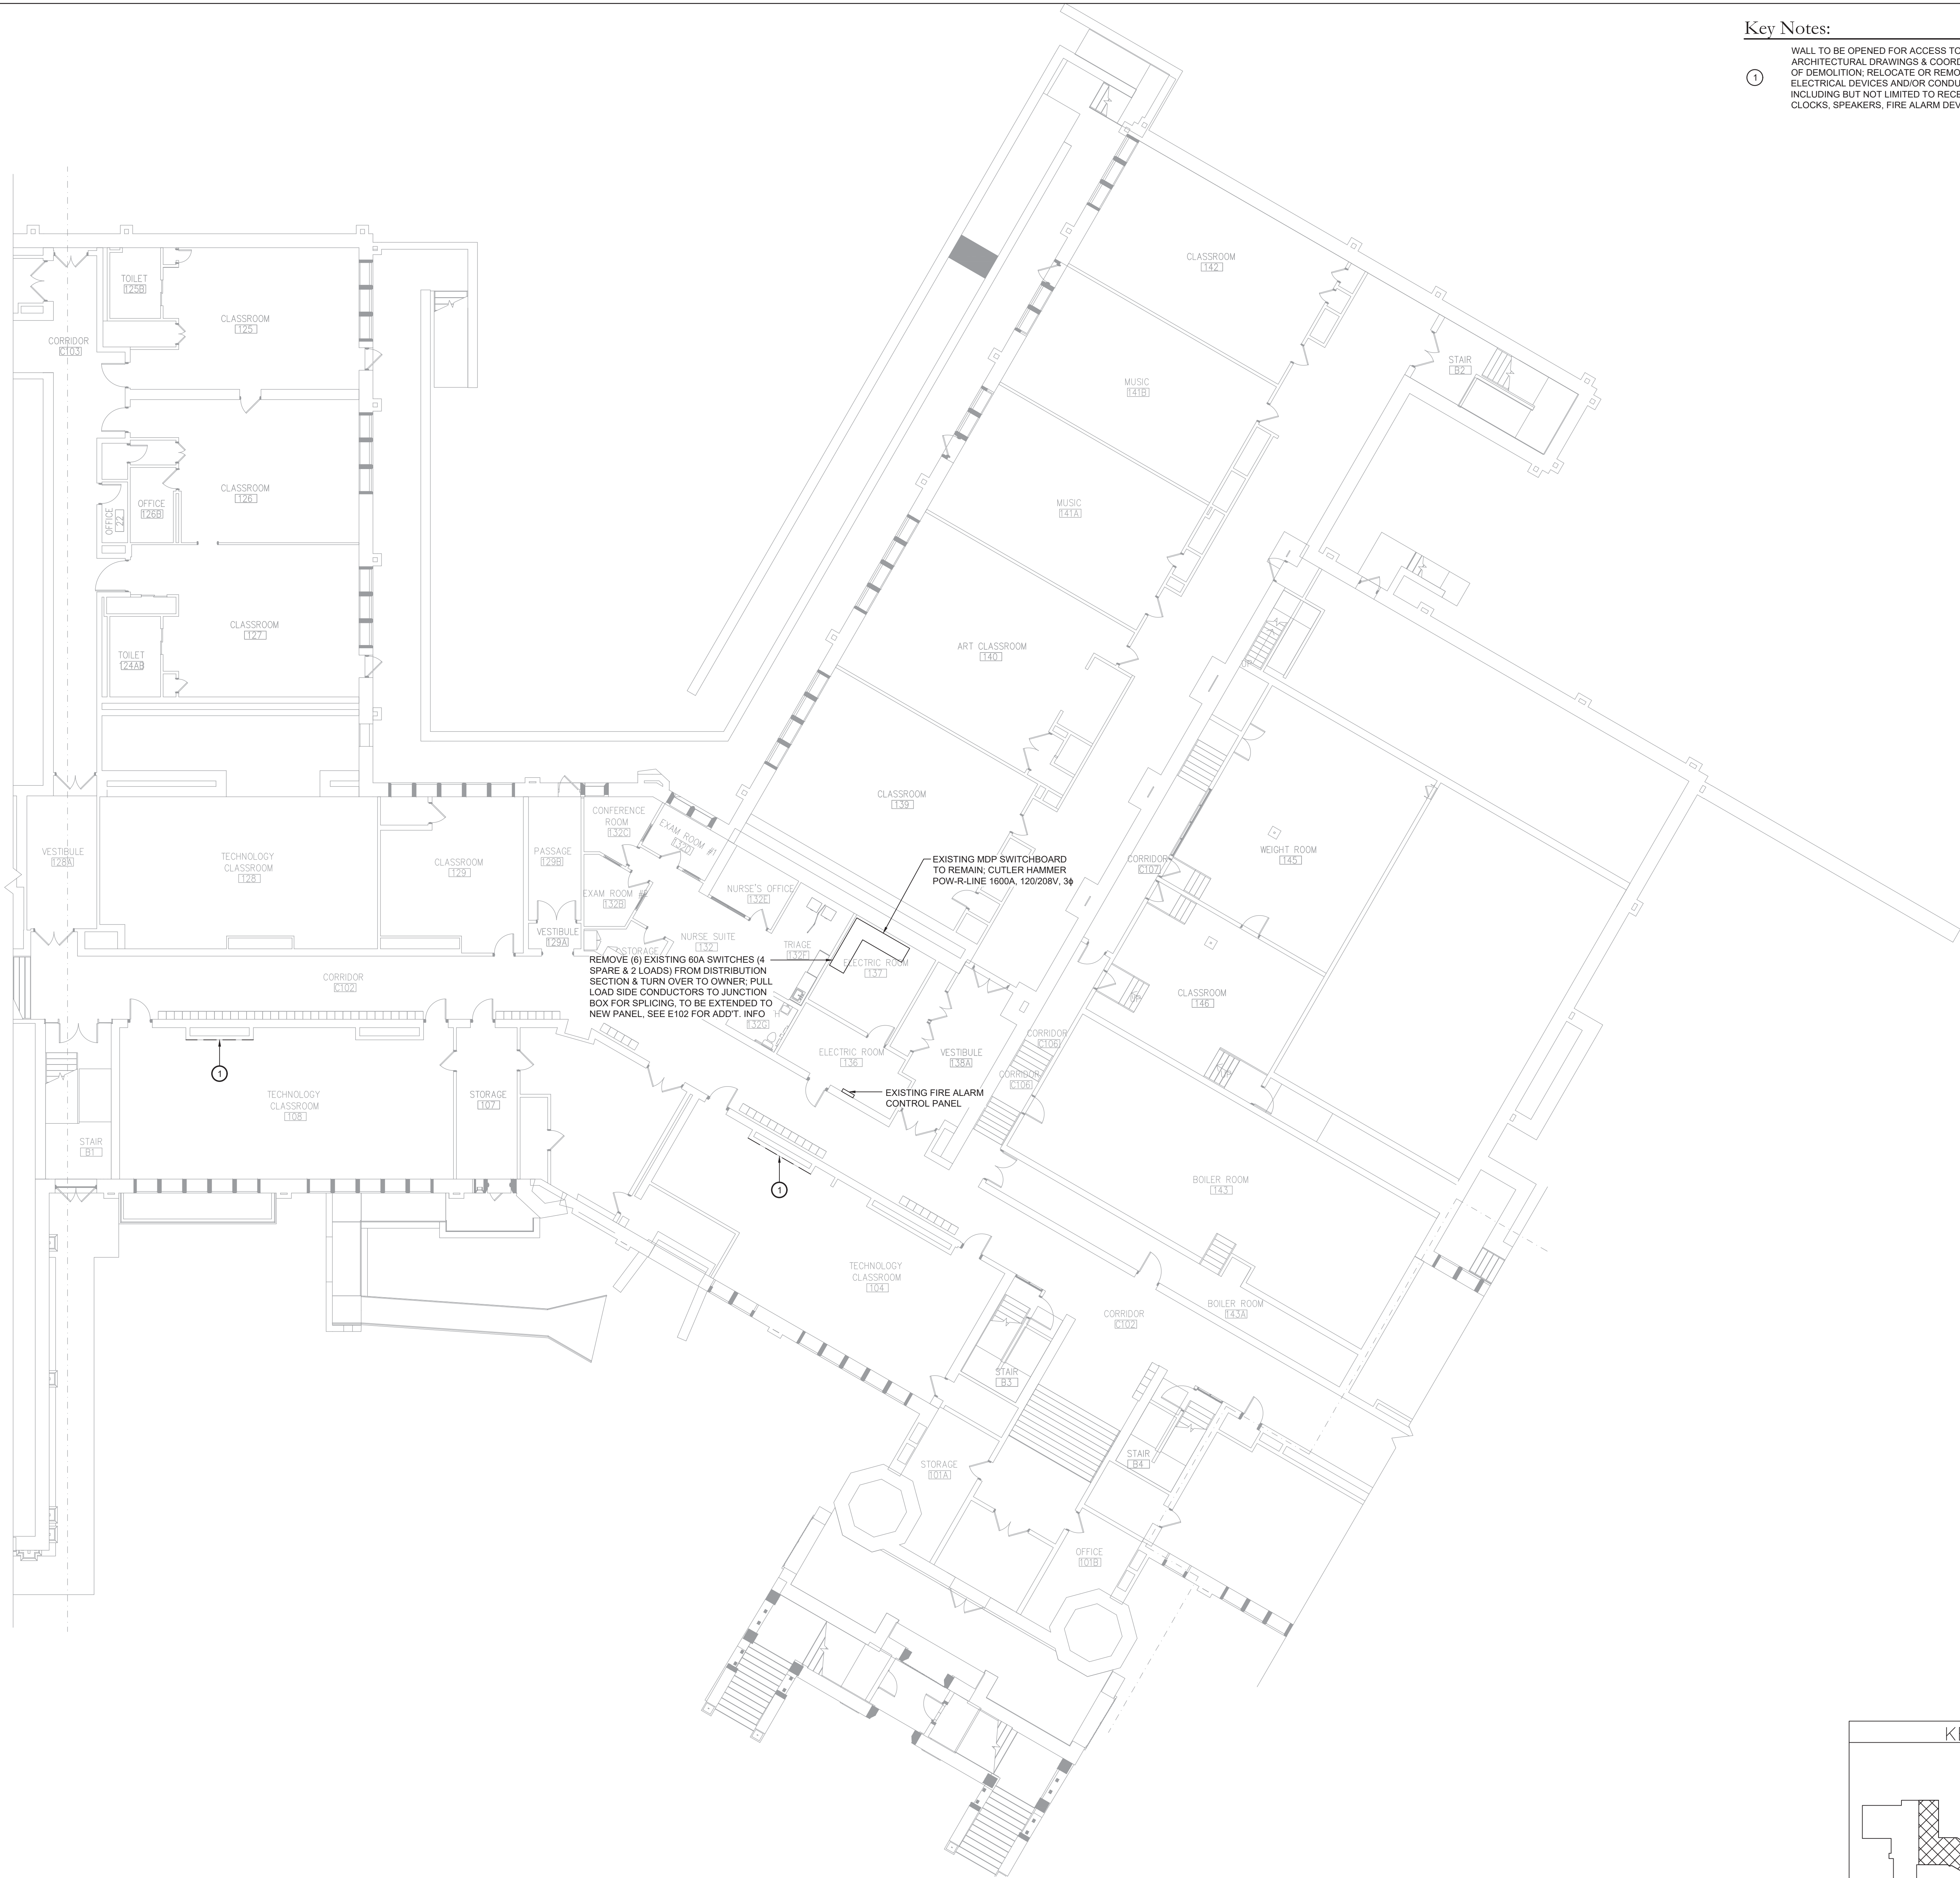 Key Notes:
1
WALL TO BE OPENED FOR ACCESS TO
ARCHITECTURAL DRAWINGS & COORD
OF DEMOLITION; RELOCATE OR REMO
ELECTRICAL DEVICES AND/OR CONDU
INCLUDING BUT NOT LIMITED TO RECE
CLOCKS, SPEAKERS, FIRE ALARM DEV
TOILET
125B
CLASSROOM
125
CORRIDOR
C103
CLASSROOM
126
OFFICE
126B
OFFICE
22
CLASSROOM
127
TOILET
124AB
CLASSROOM
142
STAIR
B2
MUSIC
141B
MUSIC
141A
ART CLASSROOM
140
UP
CLASSROOM
139
VESTIBULE
128A
TECHNOLOGY
CLASSROOM
128
CLASSROOM
129
PASSAGE
129B
CONFERENCE
ROOM
132C
EXAM ROOM #1
132D
EXAM ROOM #2
132B
VESTIBULE
129A
STORAGE
NURSE SUITE
132
NURSE'S OFFICE
132E
TRIAGE
132F
EXISTING MDP SWITCHBOARD
TO REMAIN; CUTLER HAMMER
POW-R-LINE 1600A, 120/208V, 3ϕ
ELECTRIC ROOM
137
REMOVE (6) EXISTING 60A SWITCHES (4
SPARE & 2 LOADS) FROM DISTRIBUTION
SECTION & TURN OVER TO OWNER; PULL
LOAD SIDE CONDUCTORS TO JUNCTION
BOX FOR SPLICING, TO BE EXTENDED TO
NEW PANEL, SEE E102 FOR ADD'T. INFO
H
132G
CORRIDOR
C107
WEIGHT ROOM
145
CLASSROOM
146
UP
UP
CORRIDOR
C106
CORRIDOR
C106
CORRIDOR
C102
ELECTRIC ROOM
136
VESTIBULE
138A
EXISTING FIRE ALARM
CONTROL PANEL
1
TECHNOLOGY
CLASSROOM
108
STORAGE
107
STAIR
B1
1
BOILER ROOM
143
TECHNOLOGY
CLASSROOM
104
BOILER ROOM
143A
CORRIDOR
C102
STAIR
B3
STAIR
B4
STORAGE
101A
OFFICE
101B